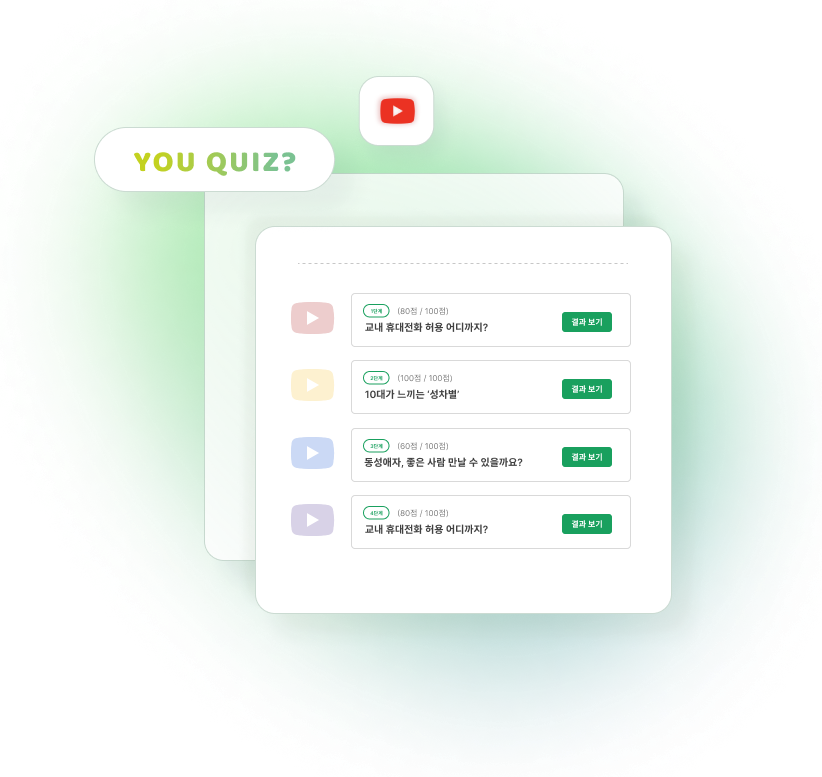 YOU QUIZ?
1단계 (80점 / 100점)
교내 휴대전화 허용 어디까지?
결과 보기
2단계 (100점 / 100점)
10대가 느끼는 '성차별'
결과 보기
3단계 (60점 / 100점)
동성애자, 좋은 사람 만날 수 있을까요?
결과 보기
4단계 (80점 / 100점)
교내 휴대전화 허용 어디까지?
결과 보기